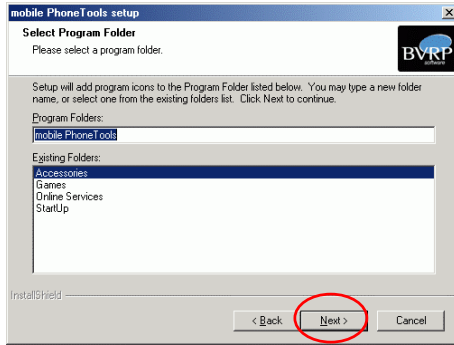 mobile PhoneTools setup
Select Program Folder
Please select a program folder.
BVRP
software
Setup will add program icons to the Program Folder listed below. You may type a new folder
name, or select one from the existing folders list. Click Next to continue.
Program Folders:
mobile PhoneTools
Existing Folders:
Accessories
Games
Online Services
StartUp
InstallShield
< Back Next > Cancel